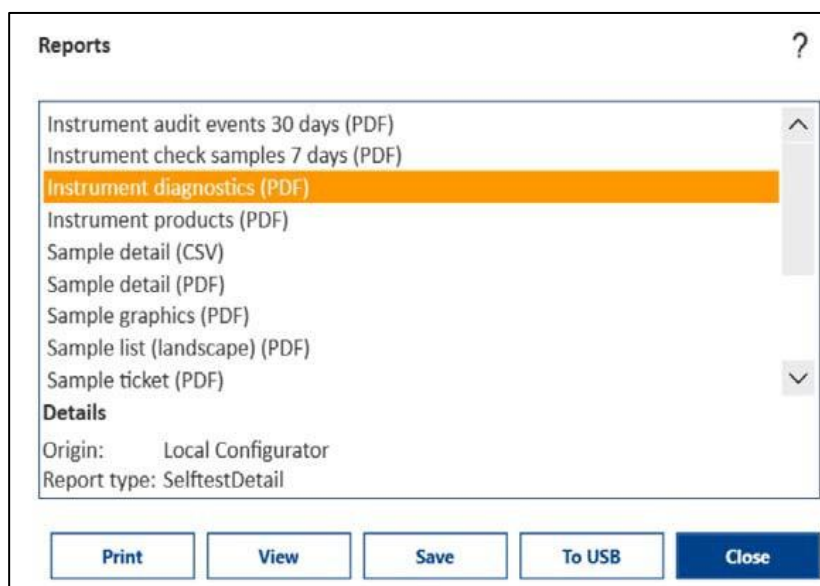 Reports
?
Instrument audit events 30 days (PDF)
Instrument check samples 7 days (PDF)
Instrument diagnostics (PDF)
Instrument products (PDF)
Sample detail (CSV)
Sample detail (PDF)
Sample graphics (PDF)
Sample list (landscape) (PDF)
Sample ticket (PDF)
Details
Origin: Local Configurator
Report type: SelftestDetail
Print View Save To USB Close